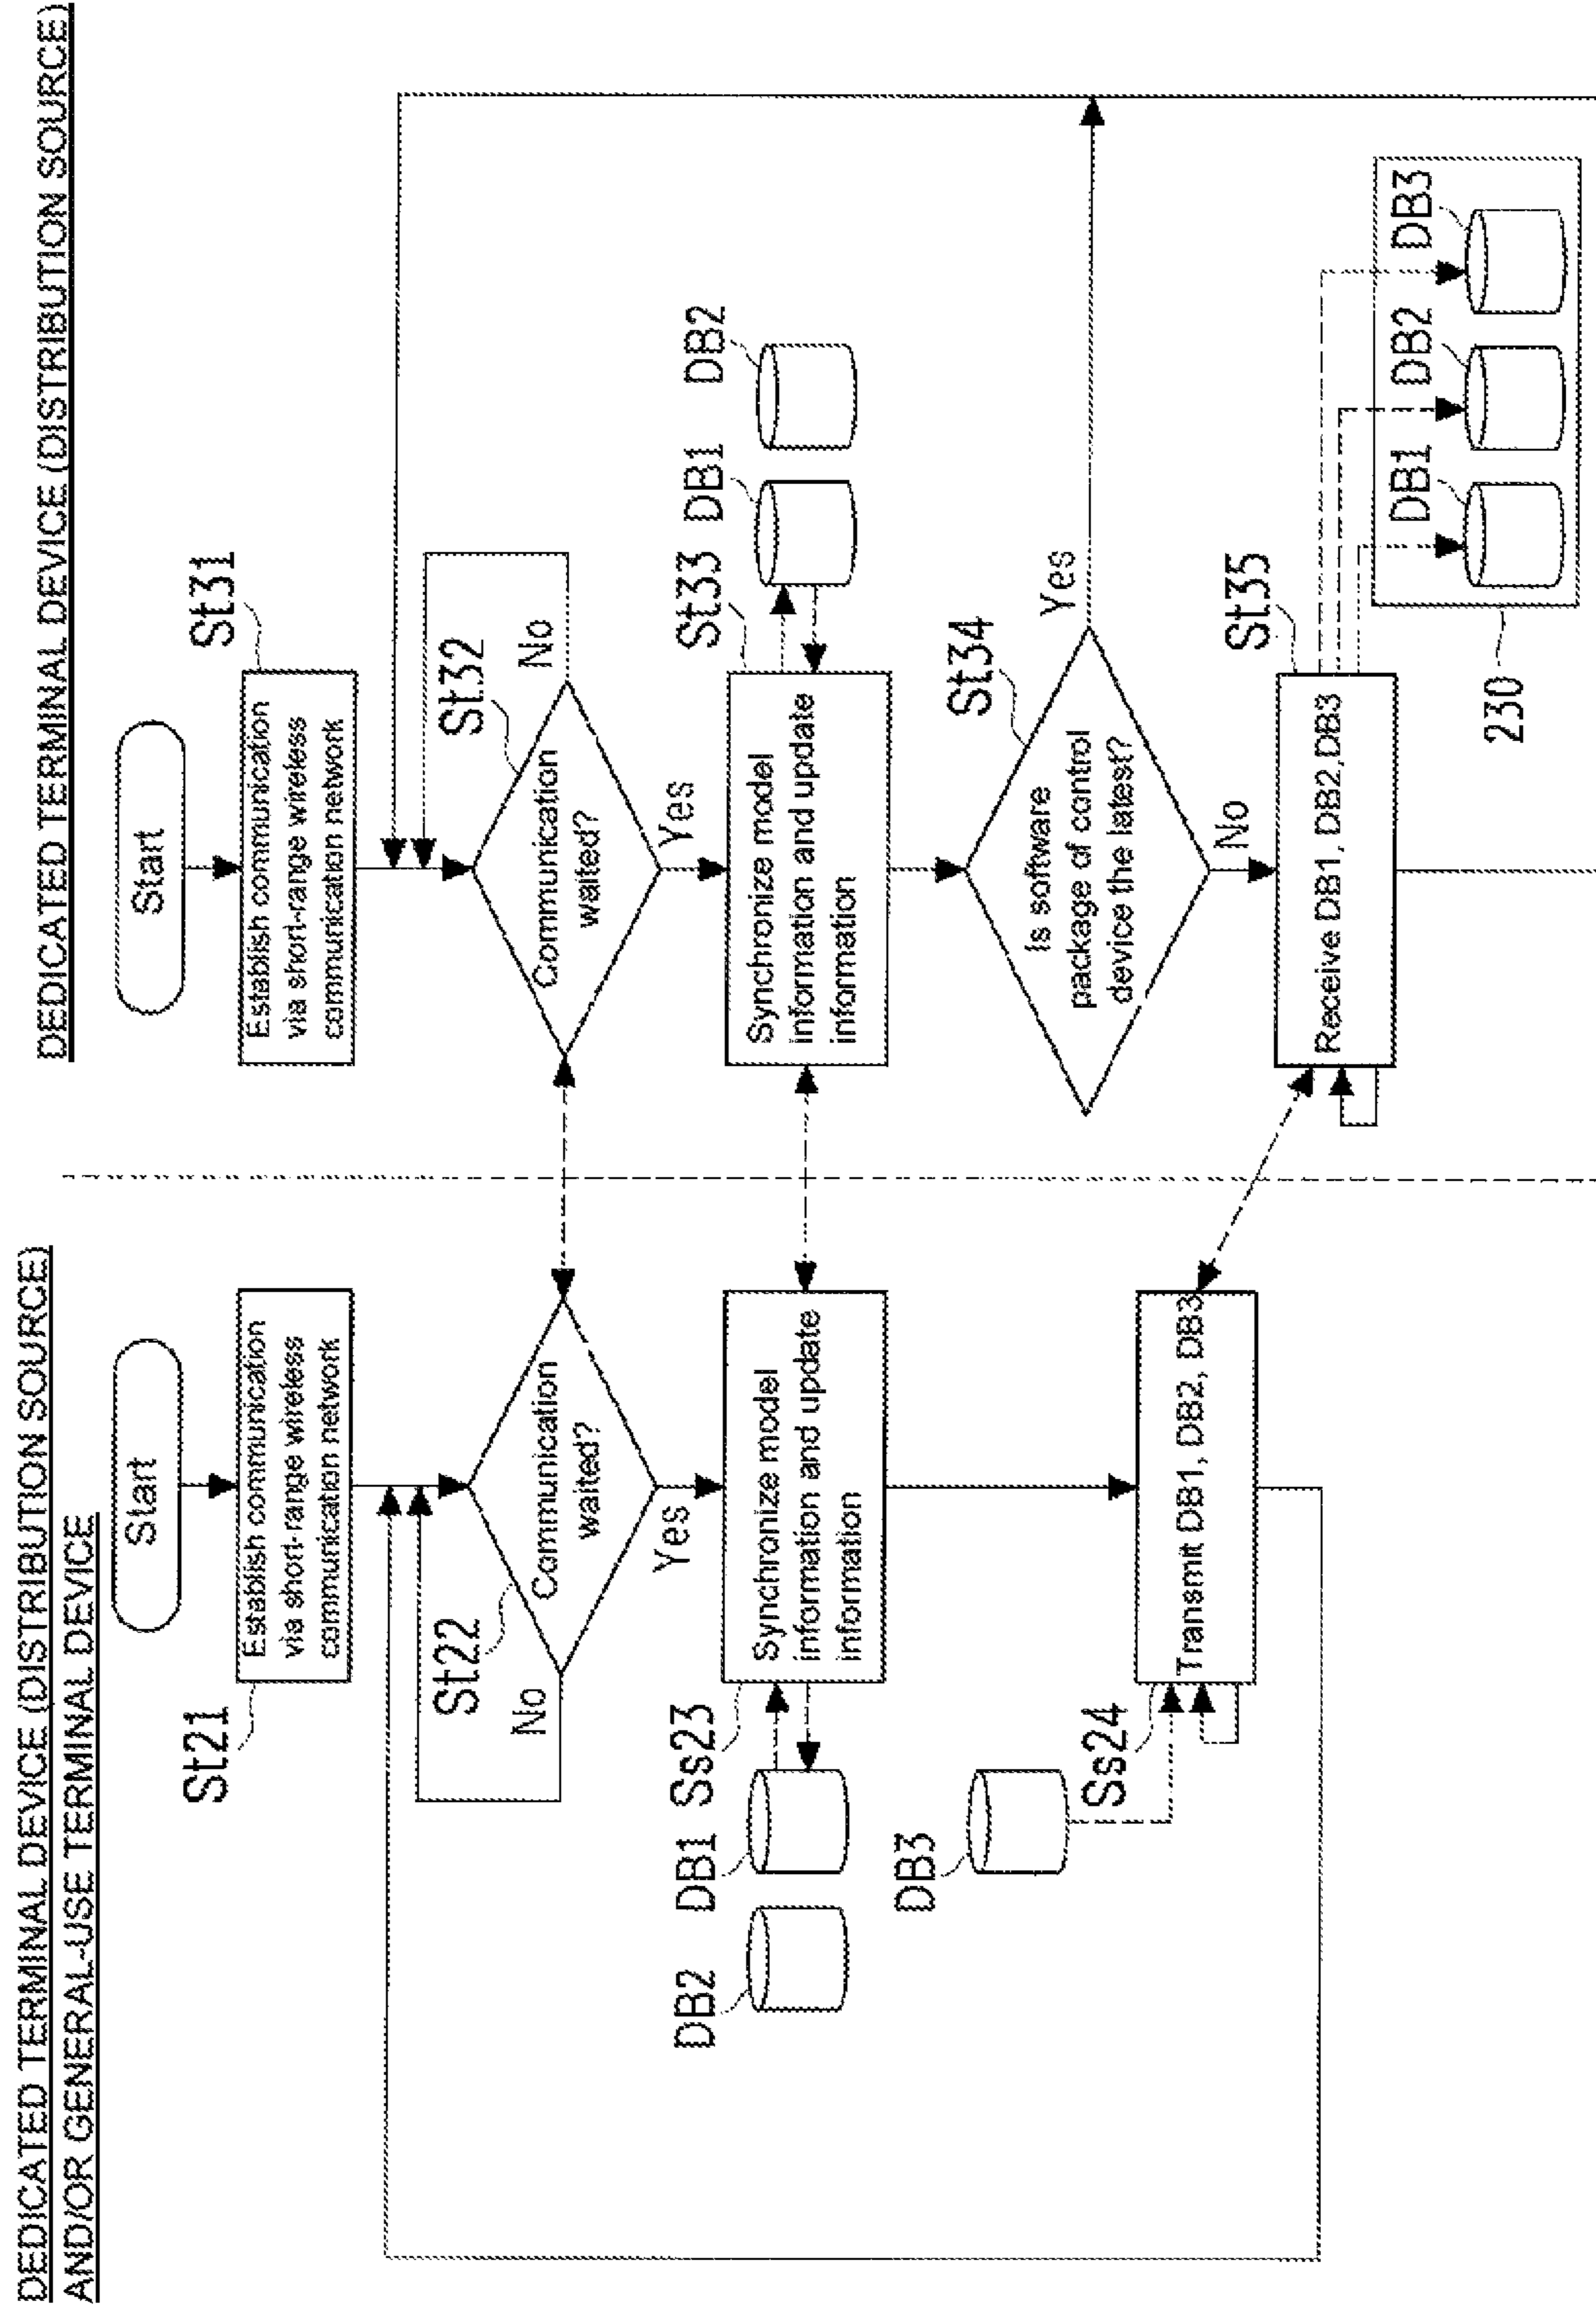 DEDICATED TERMINAL DEVICE (DISTRIBUTION SOURCE)
AND/OR GENERAL-USE TERMINAL DEVICE
Start
St21
Establish communication
via short-range wireless
communication network
St22
Communication
waited?
No
Yes
DB2
DB1
Ss23
Synchronize model
information and update
information
DB3
Ss24
Transmit DB1, DB2, DB3
DEDICATED TERMINAL DEVICE (DISTRIBUTION SOURCE)
Start
St31
Establish communication
via short-range wireless
communication network
St32
Communication
waited?
No
Yes
St33
DB1
DB2
Synchronize model
information and update
information
St34
Is software
package of control
device the latest?
Yes
No
St35
Receive DB1, DB2,DB3
DB1
DB2
DB3
230